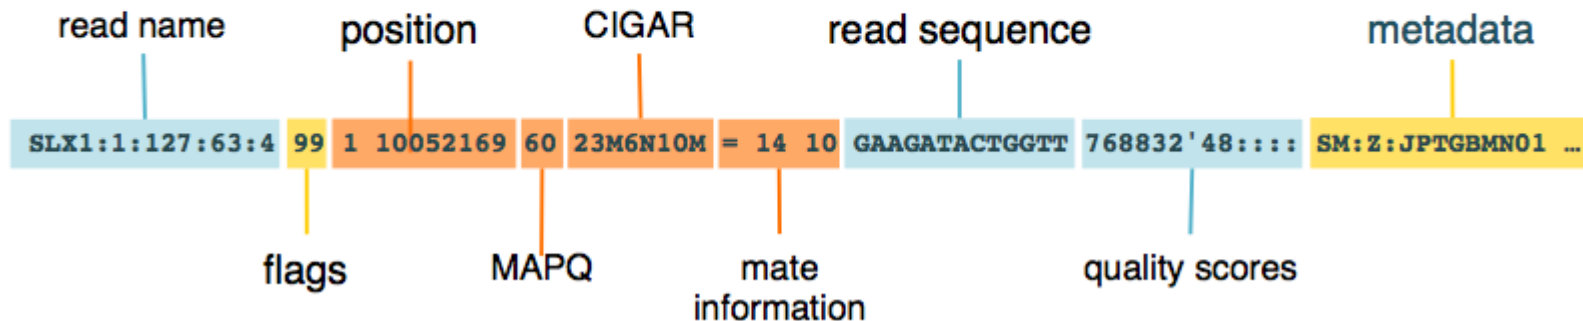 read name position CIGAR read sequence metadata
SLX1:1:127:63:4 99 1 10052169 60 23M6N10M = 14 10 GAAGATACTGGTT 768832'48:::: SM:Z:JPTGBMN01 …
flags MAPQ mate information quality scores